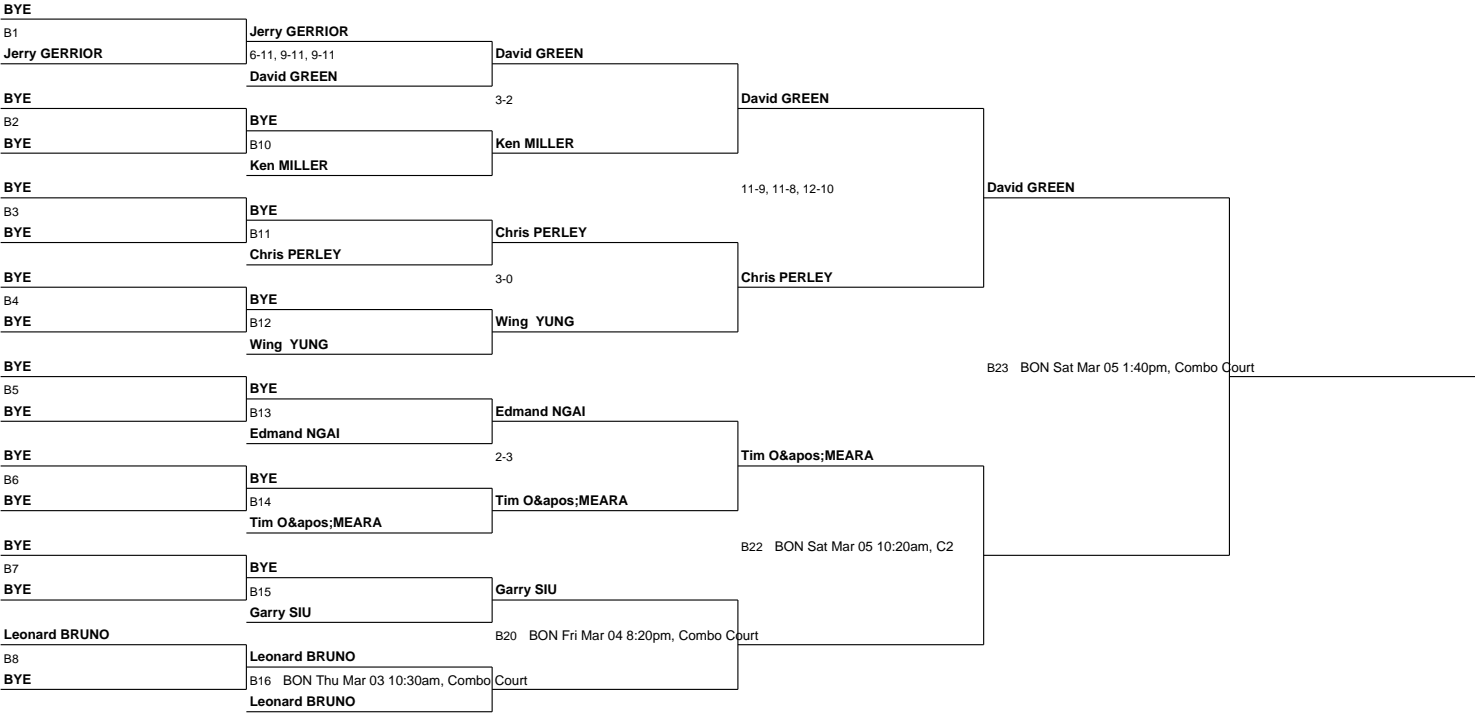 BYE
B1
Jerry GERRIOR
BYE
B2
BYE
BYE
B3
BYE
BYE
B4
BYE
BYE
B5
BYE
BYE
B6
BYE
BYE
B7
BYE
Leonard BRUNO
B8
BYE
Jerry GERRIOR
6-11, 9-11, 9-11
David GREEN
BYE
B10
Ken MILLER
BYE
B11
Chris PERLEY
BYE
B12
Wing YUNG
BYE
B13
Edmand NGAI
BYE
B14
Tim O&apos;MEARA
BYE
B15
Garry SIU
Leonard BRUNO
B16 BON Thu Mar 03 10:30am, Combo Court
Leonard BRUNO
David GREEN
3-2
Ken MILLER
Chris PERLEY
3-0
Wing YUNG
Edmand NGAI
2-3
Tim O&apos;MEARA
Garry SIU
B20 BON Fri Mar 04 8:20pm, Combo Court
David GREEN
11-9, 11-8, 12-10
Chris PERLEY
Tim O&apos;MEARA
B22 BON Sat Mar 05 10:20am, C2
David GREEN
B23 BON Sat Mar 05 1:40pm, Combo Court